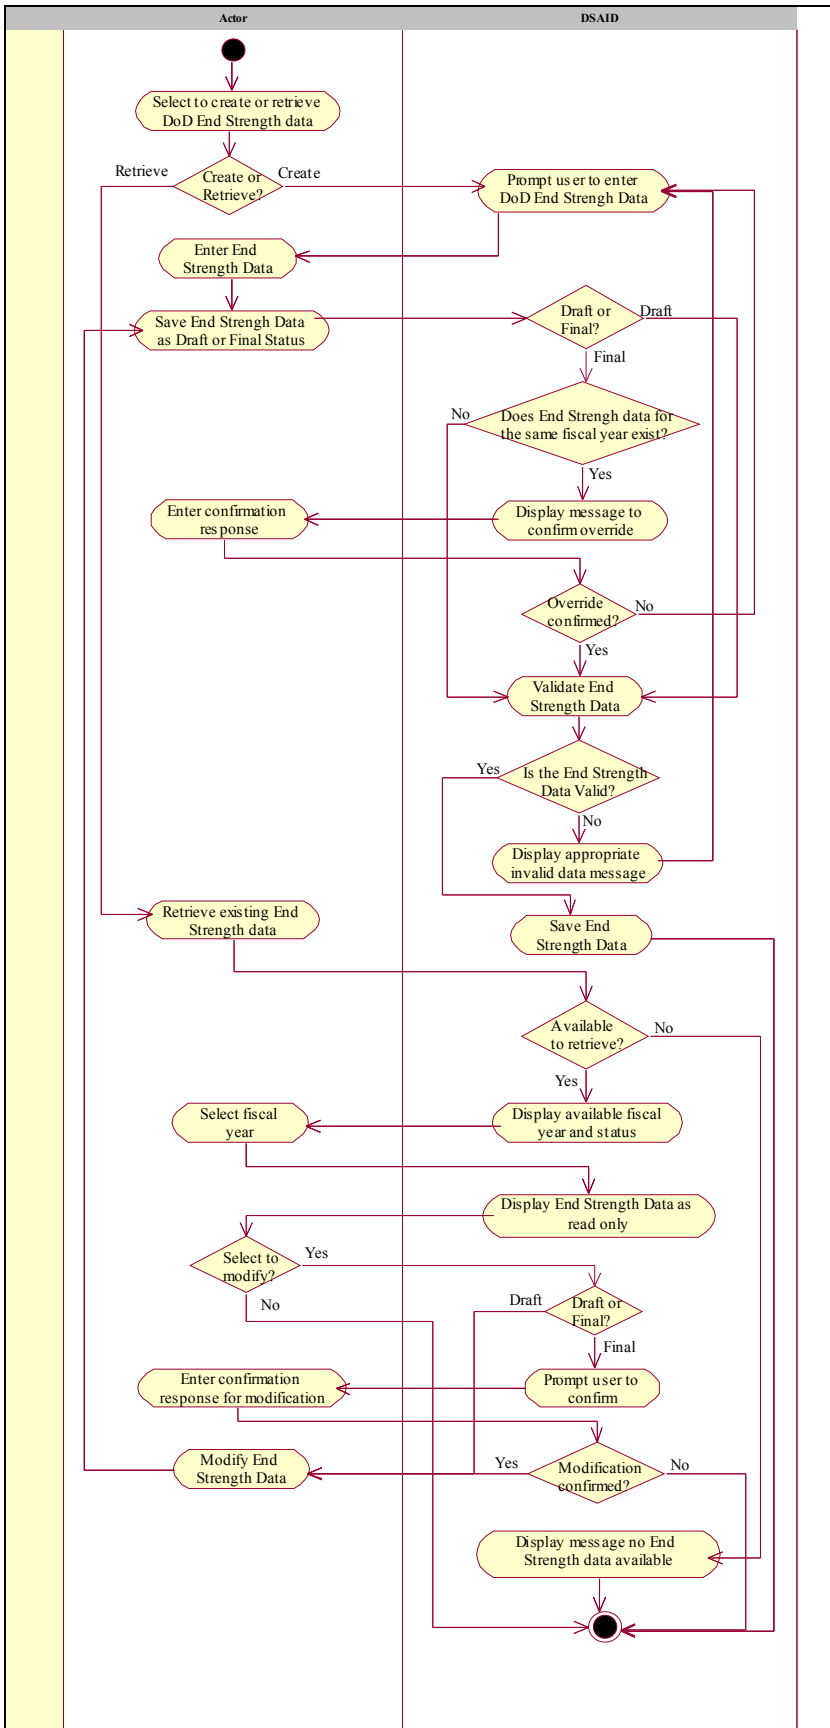 Actor
DSAID
Select to create or retrieve
DoD End Strength data
Retrieve
Create or
Retrieve?
Create
Prompt user to enter
DoD End Strengh Data
Enter End
Strength Data
Save End Strengh Data
as Draft or Final Status
Draft or
Final?
Draft
Final
No
Does End Strengh data for
the same fiscal year exist?
Yes
Enter confirmation
response
Display message to
confirm override
Override
confirmed?
No
Yes
Validate End
Strength Data
Yes
Is the End Strength
Data Valid?
No
Display appropriate
invalid data message
Retrieve existing End
Strength data
Save End
Strength Data
Available
to retrieve?
No
Yes
Select fiscal
year
Display available fiscal
year and status
Display End Strength Data as
read only
Select to
modify?
Yes
No
Draft
Draft or
Final?
Final
Enter confirmation
response for modification
Prompt user to
confirm
Modify End
Strength Data
Yes
Modification
confirmed?
No
Display message no End
Strength data available